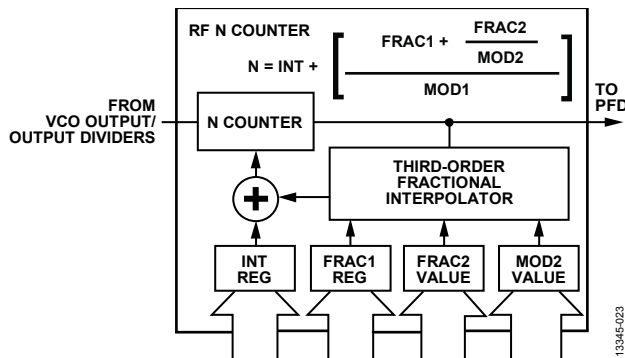 RF N COUNTER
N = INT +
FRAC1 +
FRAC2
MOD2
MOD1
FROM
VCO OUTPUT/
OUTPUT DIVIDERS
N COUNTER
TO
PFD
+
THIRD-ORDER
FRACTIONAL
INTERPOLATOR
INT
REG
FRAC1
REG
FRAC2
VALUE
MOD2
VALUE
13345-023